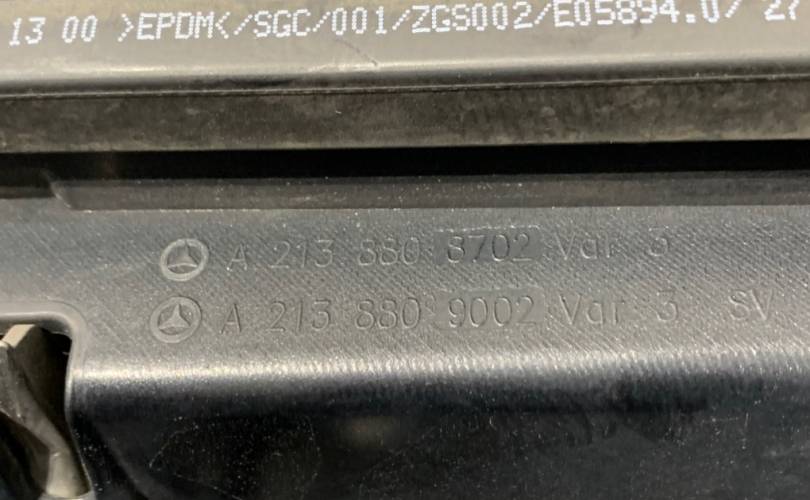 13 00 >EPDM</SGC/001/ZGS002/E05894.0/ 27
A 213 880 8702 Var 3
A 213 880 9002 Var 3 SV